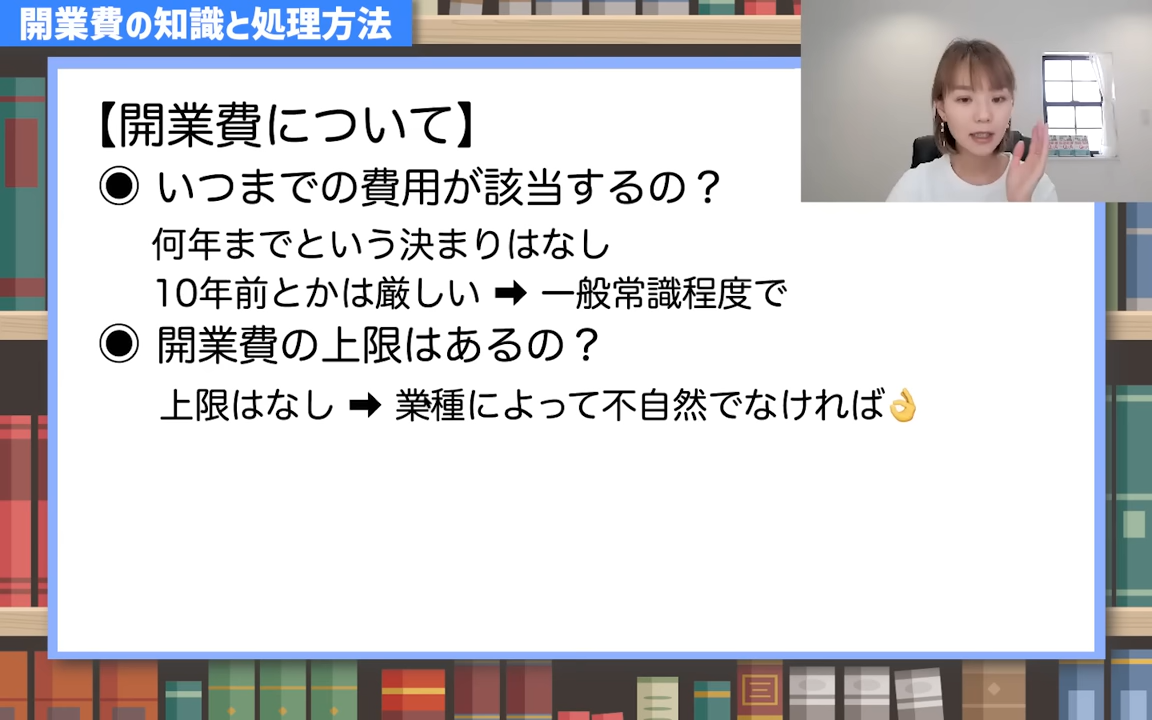 開業費の知識と処理方法
【開業費について】
◉ いつまでの費用が該当するの？
何年までという決まりはなし
10年前とかは厳しい ➡ 一般常識程度で
◉ 開業費の上限はあるの？
上限はなし ➡ 業種によって不自然でなければ👌